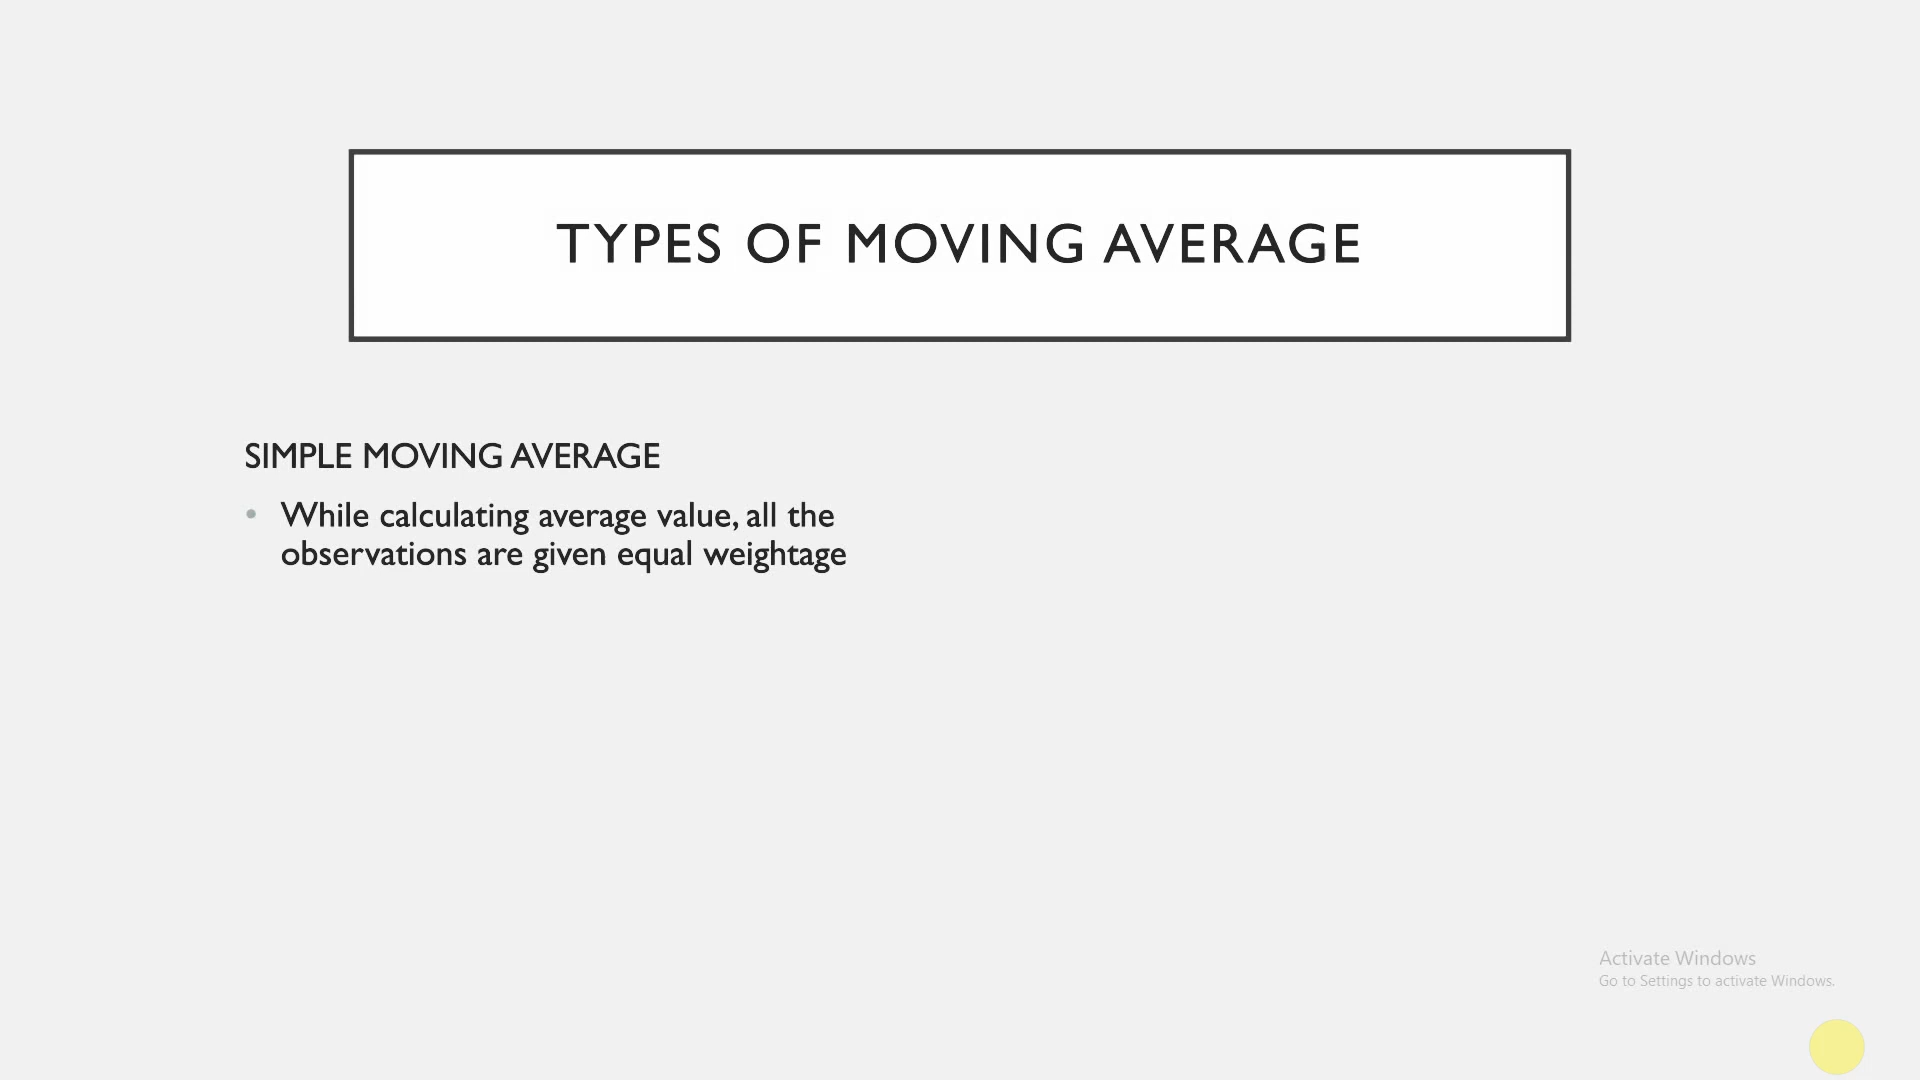 TYPES OF MOVING AVERAGE
SIMPLE MOVING AVERAGE
• While calculating average value, all the
observations are given equal weightage
Activate Windows
Go to Settings to activate Windows.